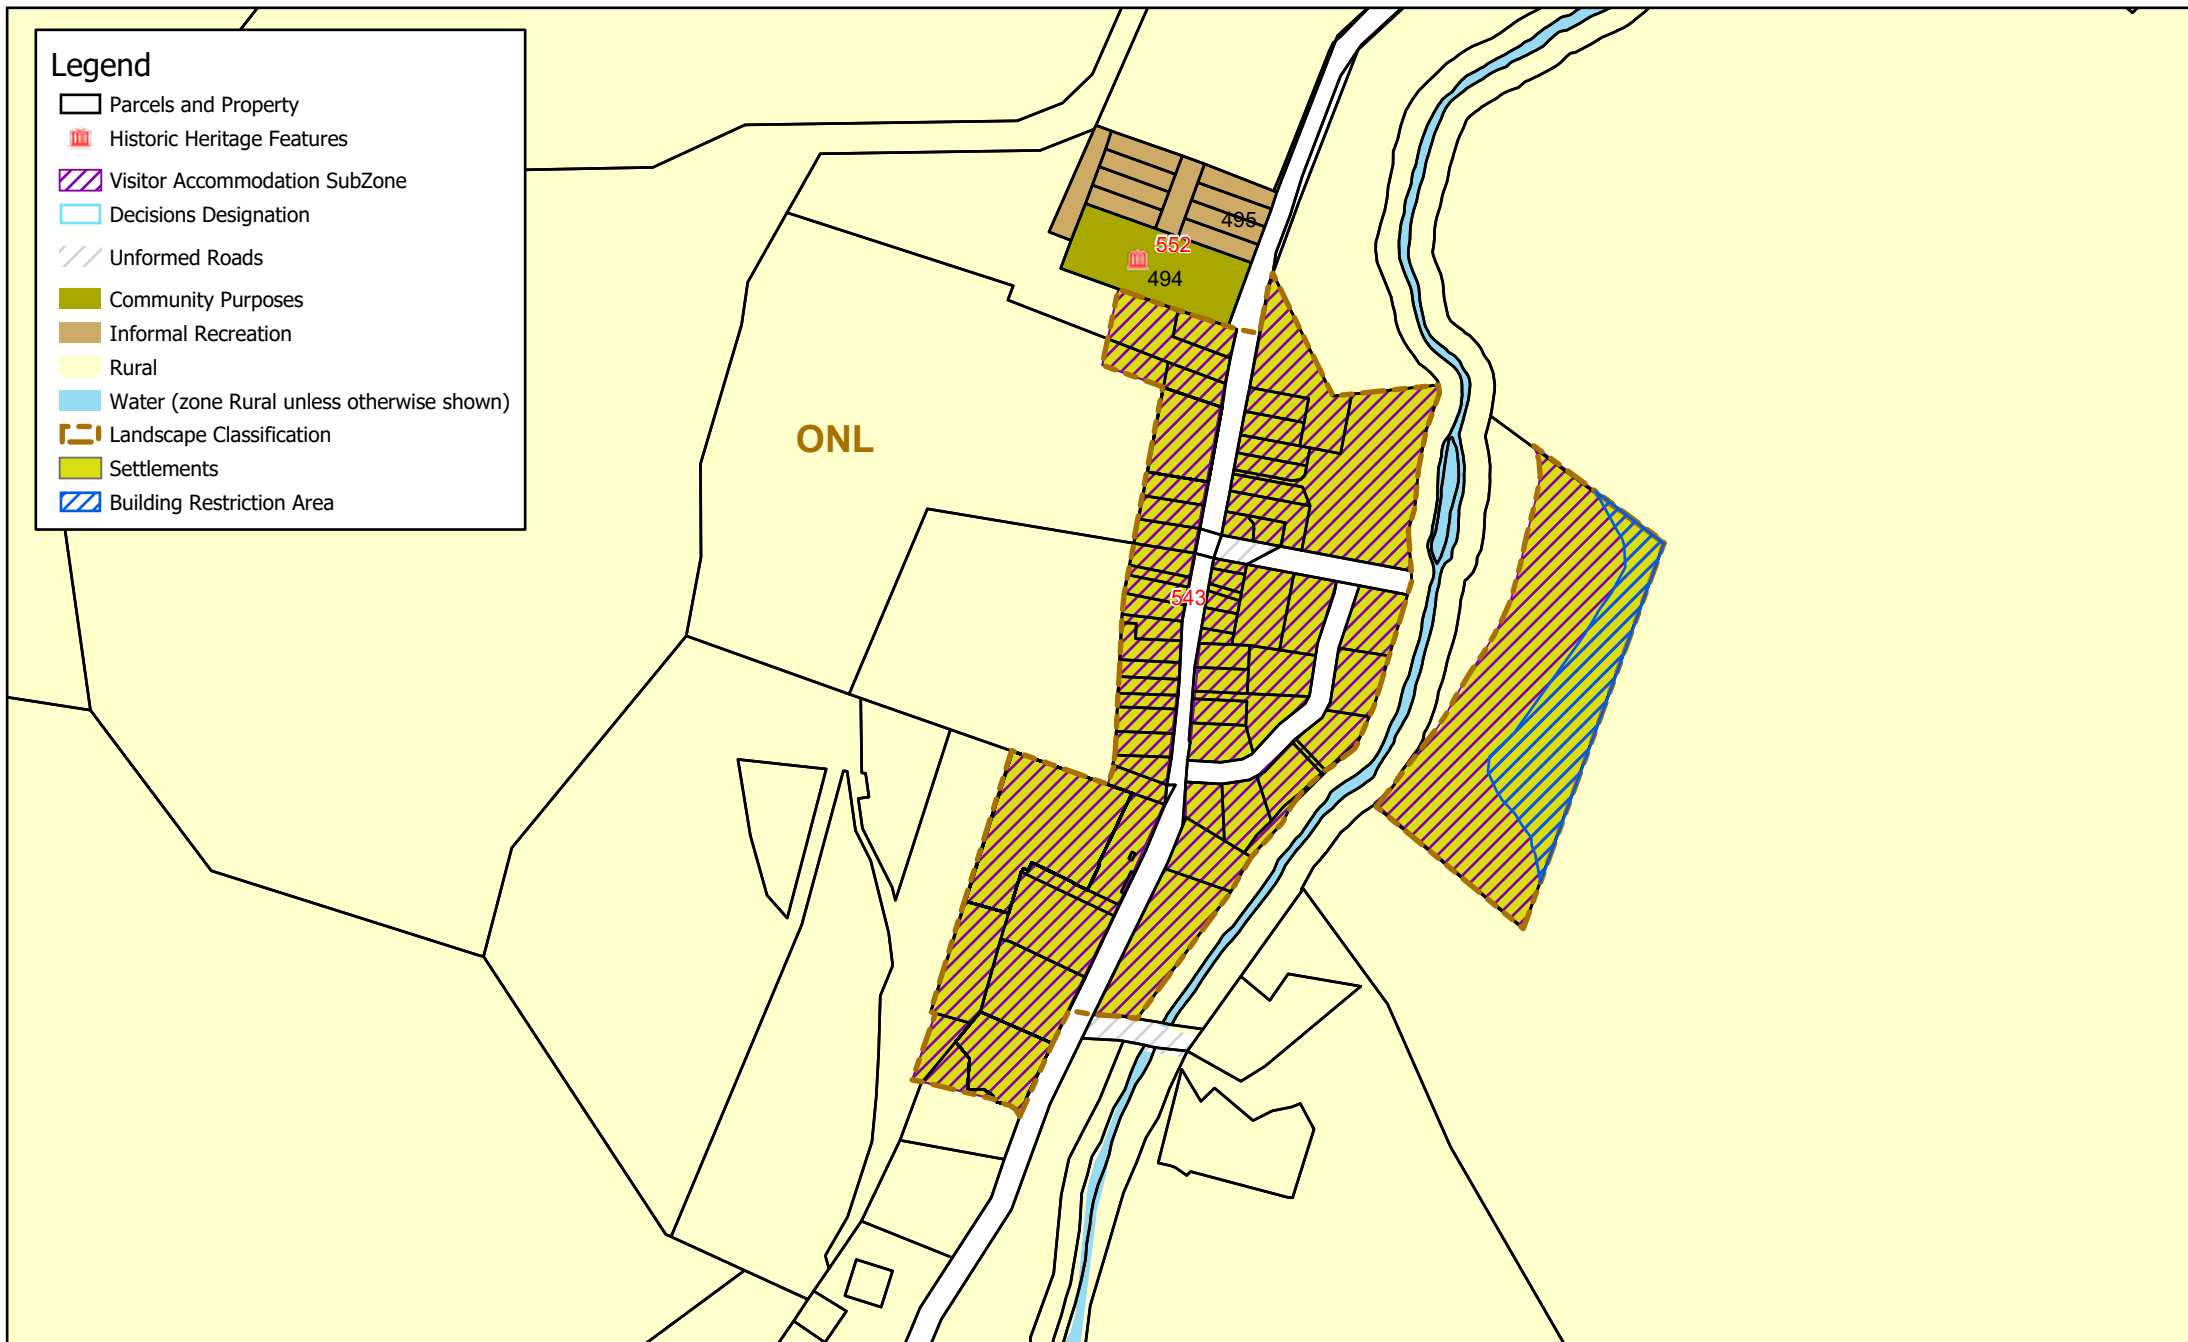 Legend
Parcels and Property
Historic Heritage Features
Visitor Accommodation SubZone
Decisions Designation
Unformed Roads
Community Purposes
Informal Recreation
Rural
Water (zone Rural unless otherwise shown)
Landscape Classification
Settlements
Building Restriction Area
495
552
494
ONL
543